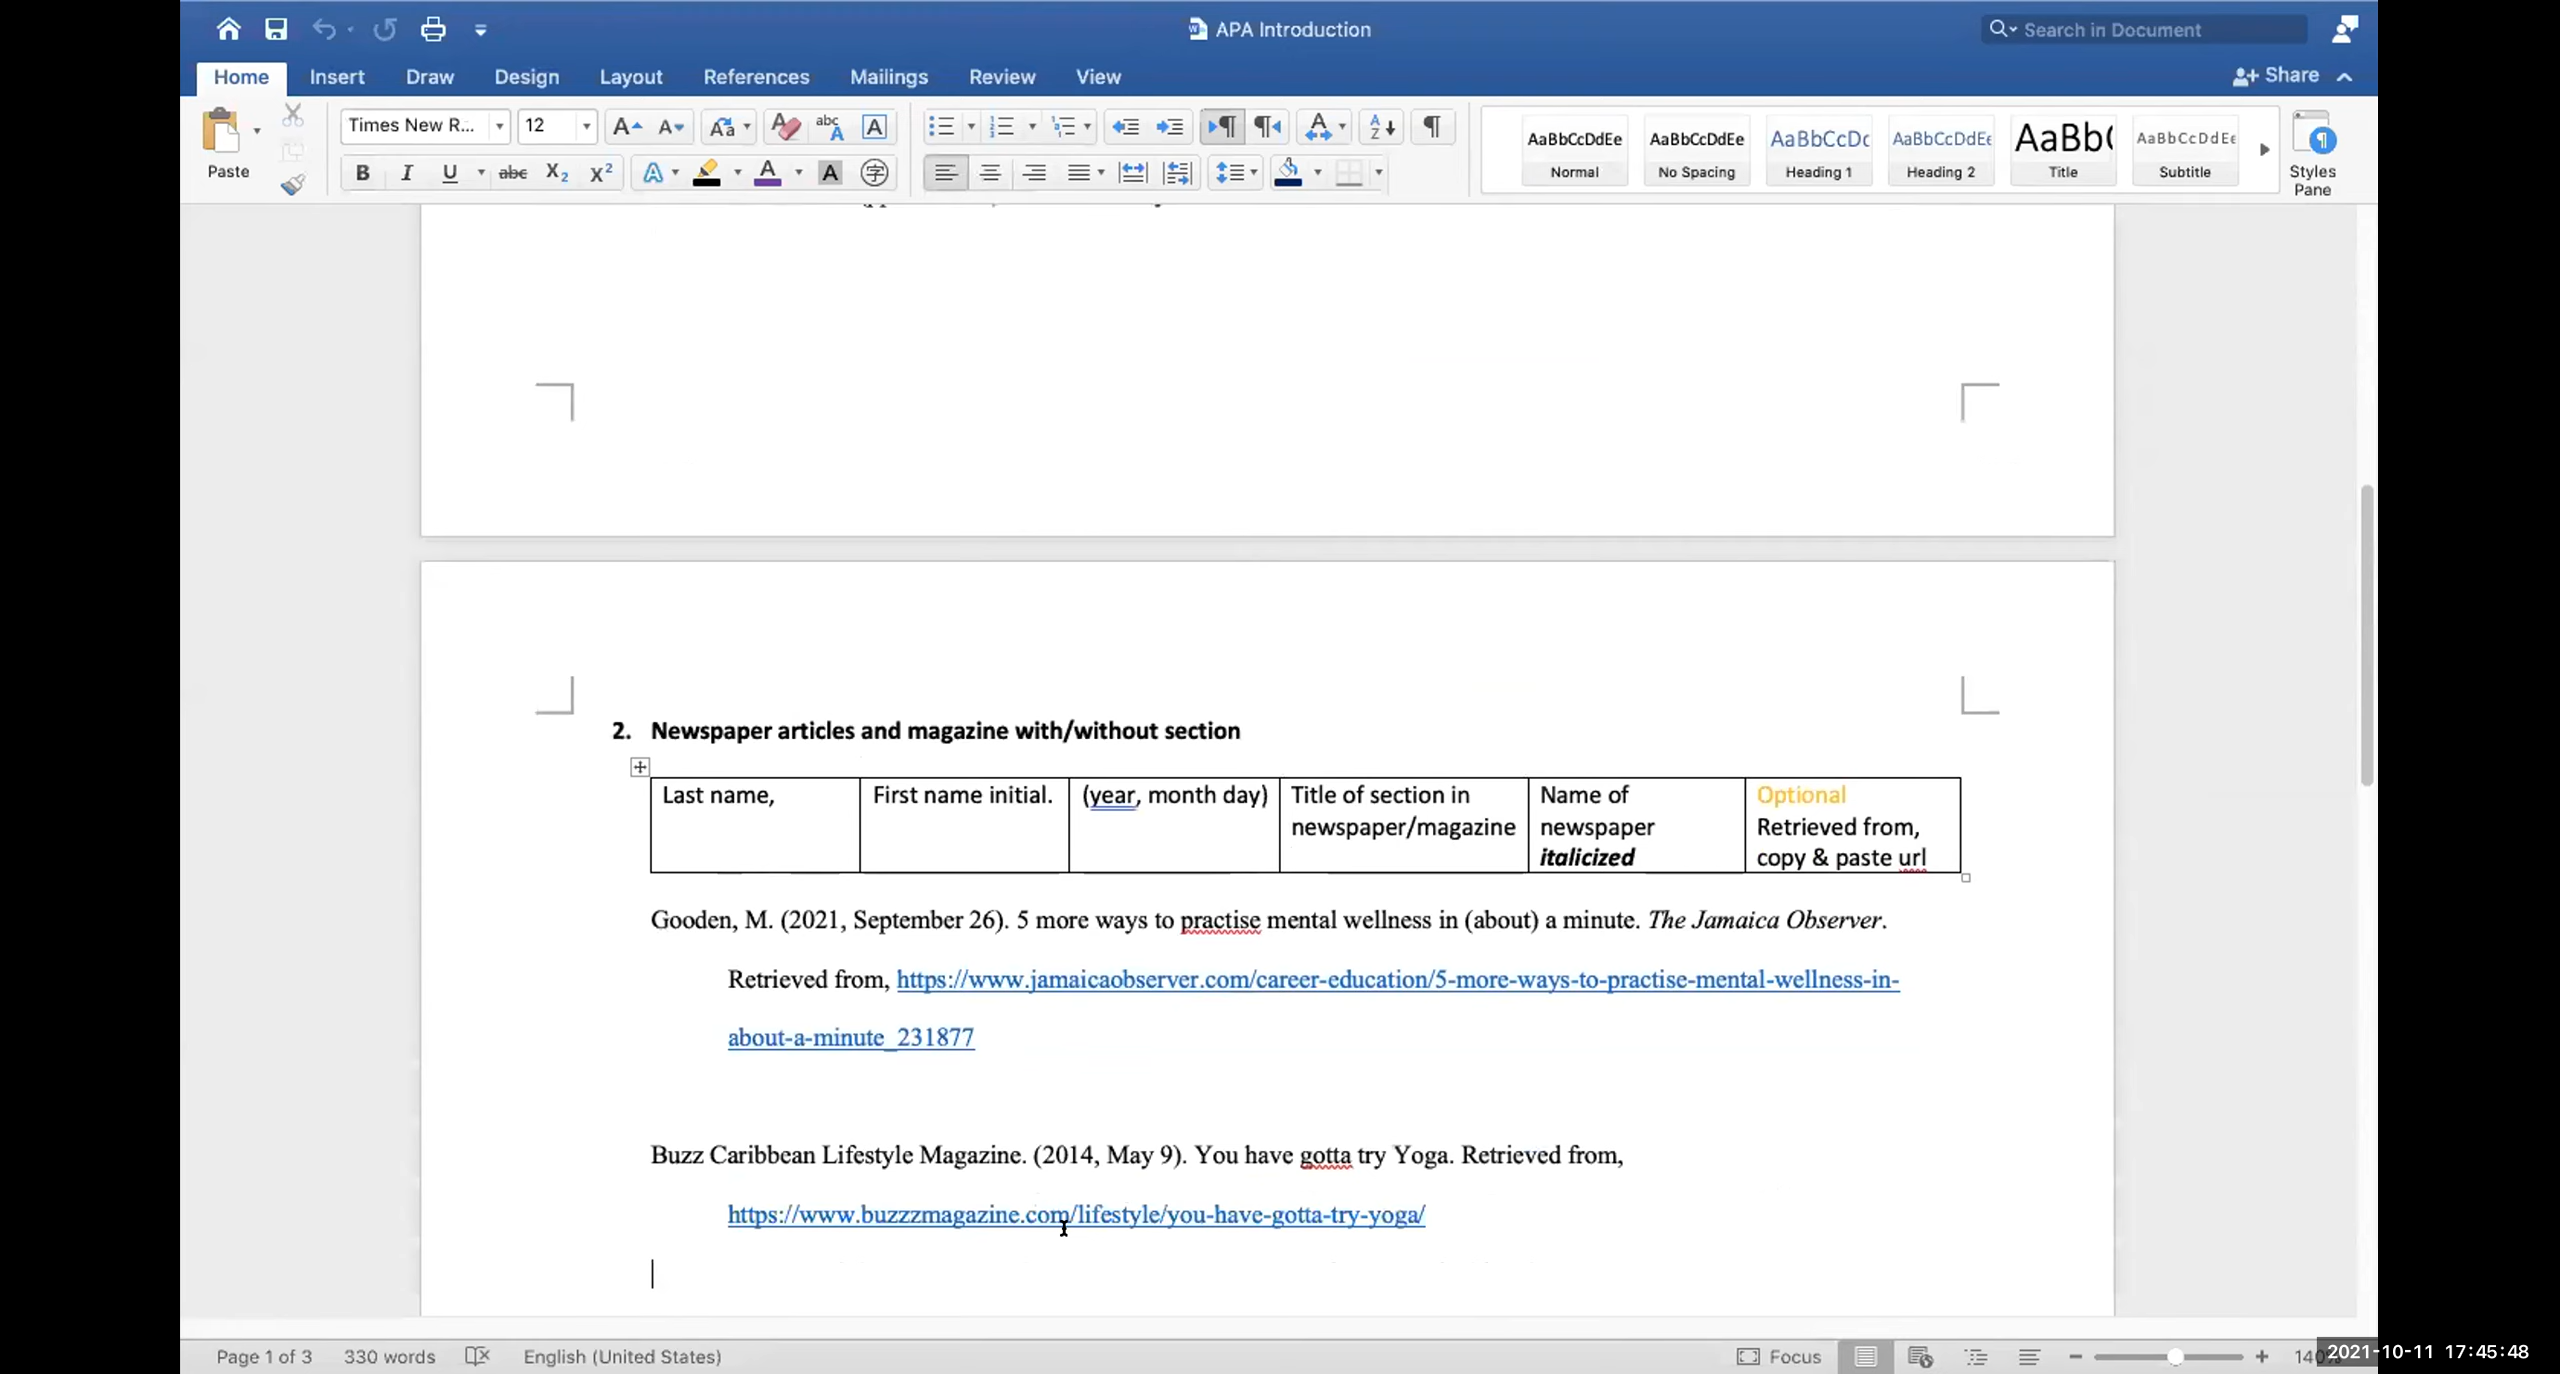 APA Introduction
Search in Document
Home Insert Draw Design Layout References Mailings Review View
Share
Paste
Times New R...
12
AaBbCcDdEe
Normal
AaBbCcDdEe
No Spacing
AaBbCcDc
Heading 1
AaBbCcDdEe
Heading 2
AaBb(
Title
AaBbCcDdEe
Subtitle
Styles
Pane
2. Newspaper articles and magazine with/without section
Last name,
First name initial.
(year, month day)
Title of section in
newspaper/magazine
Name of
newspaper
italicized
Optional
Retrieved from,
copy & paste url
Gooden, M. (2021, September 26). 5 more ways to practise mental wellness in (about) a minute. The Jamaica Observer.
Retrieved from, https://www.jamaicaobserver.com/career-education/5-more-ways-to-practise-mental-wellness-in-
about-a-minute_231877
Buzz Caribbean Lifestyle Magazine. (2014, May 9). You have gotta try Yoga. Retrieved from,
https://www.buzzzmagazine.com/lifestyle/you-have-gotta-try-yoga/
Page 1 of 3 330 words English (United States)
Focus
2021-10-11 17:45:48